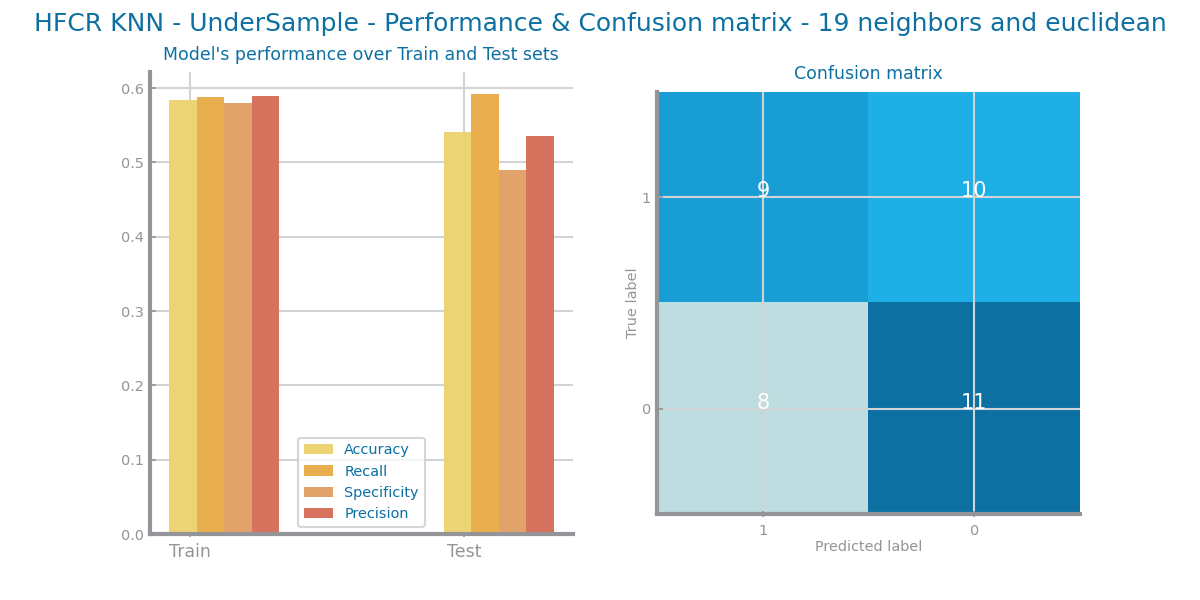 HFCR KNN - UnderSample - Performance & Confusion matrix - 19 neighbors and euclidean
Model's performance over Train and Test sets
0.6
0.5
0.4
0.3
0.2
0.1
0.0
Train
Test
Accuracy
Recall
Specificity
Precision
Confusion matrix
True label
1
0
9
10
8
11
1
0
Predicted label